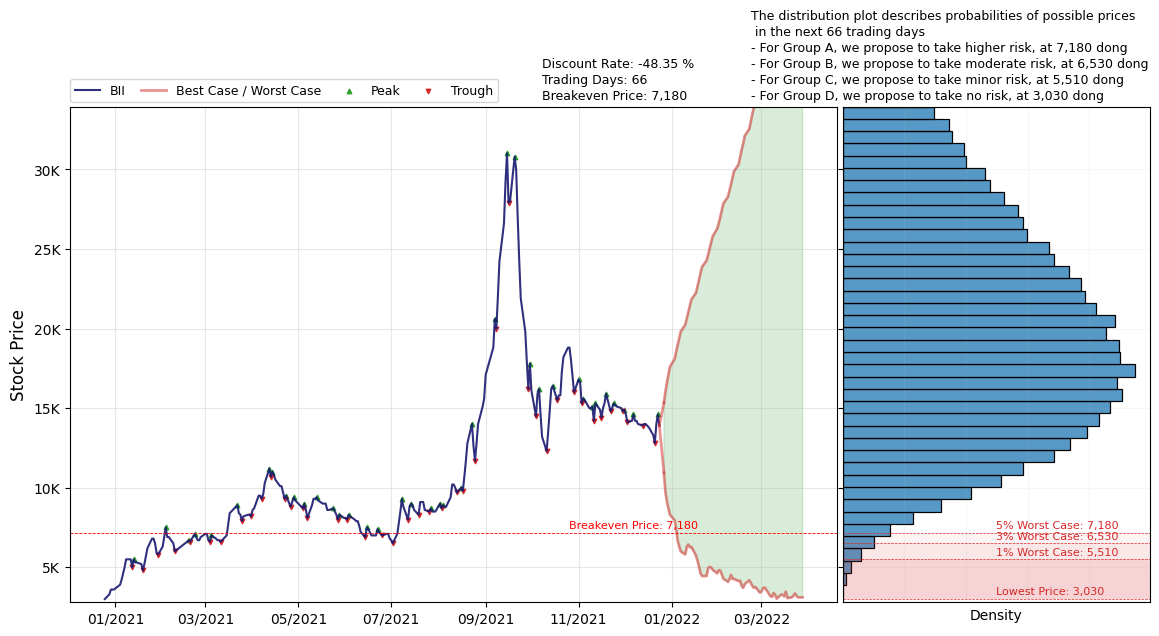 The distribution plot describes probabilities of possible prices
in the next 66 trading days
- For Group A, we propose to take higher risk, at 7,180 dong
- For Group B, we propose to take moderate risk, at 6,530 dong
- For Group C, we propose to take minor risk, at 5,510 dong
- For Group D, we propose to take no risk, at 3,030 dong
Discount Rate: -48.35 %
Trading Days: 66
Breakeven Price: 7,180
BII
Best Case / Worst Case
Peak
Trough
Stock Price
30K
25K
20K
15K
10K
5K
Breakeven Price: 7,180
5% Worst Case: 7,180
3% Worst Case: 6,530
1% Worst Case: 5,510
Lowest Price: 3,030
01/2021
03/2021
05/2021
07/2021
09/2021
11/2021
01/2022
03/2022
Density